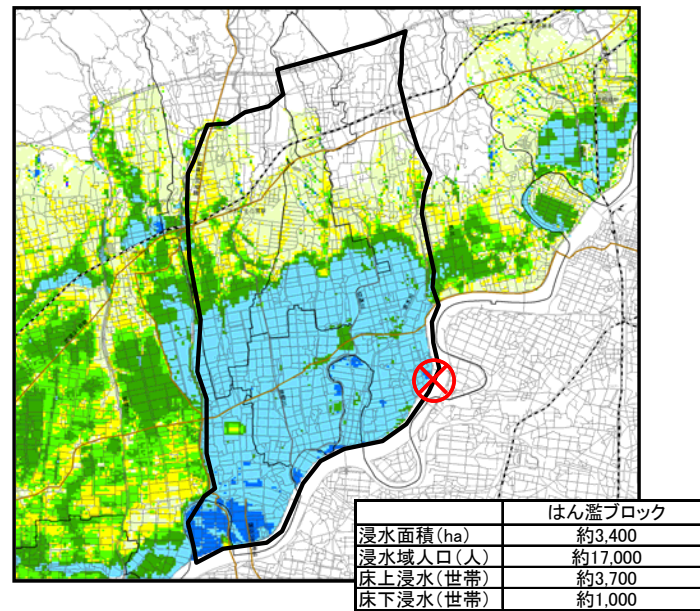 はん濫ブロック
浸水面積(ha) 約3,400
浸水域人口(人) 約17,000
床上浸水(世帯) 約3,700
床下浸水(世帯) 約1,000